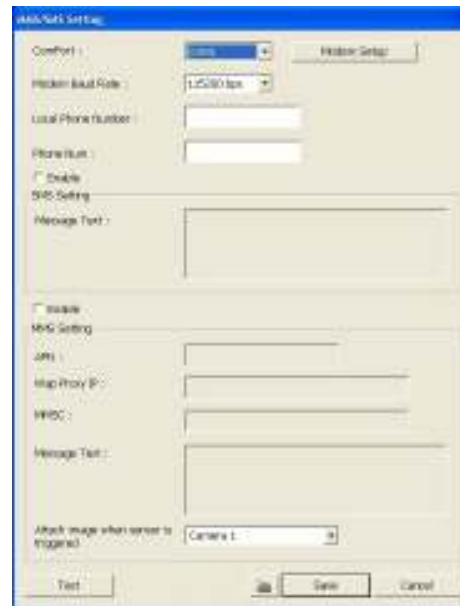 MMS/SMS Setting
ComPort :
Modem Setup
Modem Baud Rate :
115200 bps
Local Phone Number :
Phone Num :
Enable
SMS Setting
Message Text :
Enable
MMS Setting
APN :
Wap Proxy IP :
MMSC :
Message Text :
Attach image when sensor is
triggered
Camera 1
Test
Save
Cancel